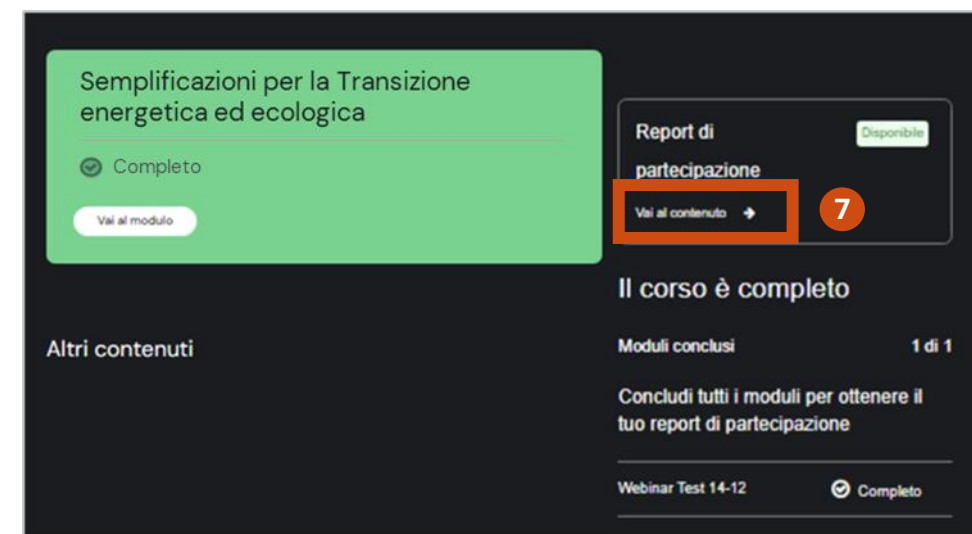 Semplificazioni per la Transizione
energetica ed ecologica
Completo
Vai al modulo
Altri contenuti
Report di
partecipazione
Disponibile
Vai al contenuto
7
Il corso è completo
Moduli conclusi 1 di 1
Concludi tutti i moduli per ottenere il
tuo report di partecipazione
Webinar Test 14-12 Completo